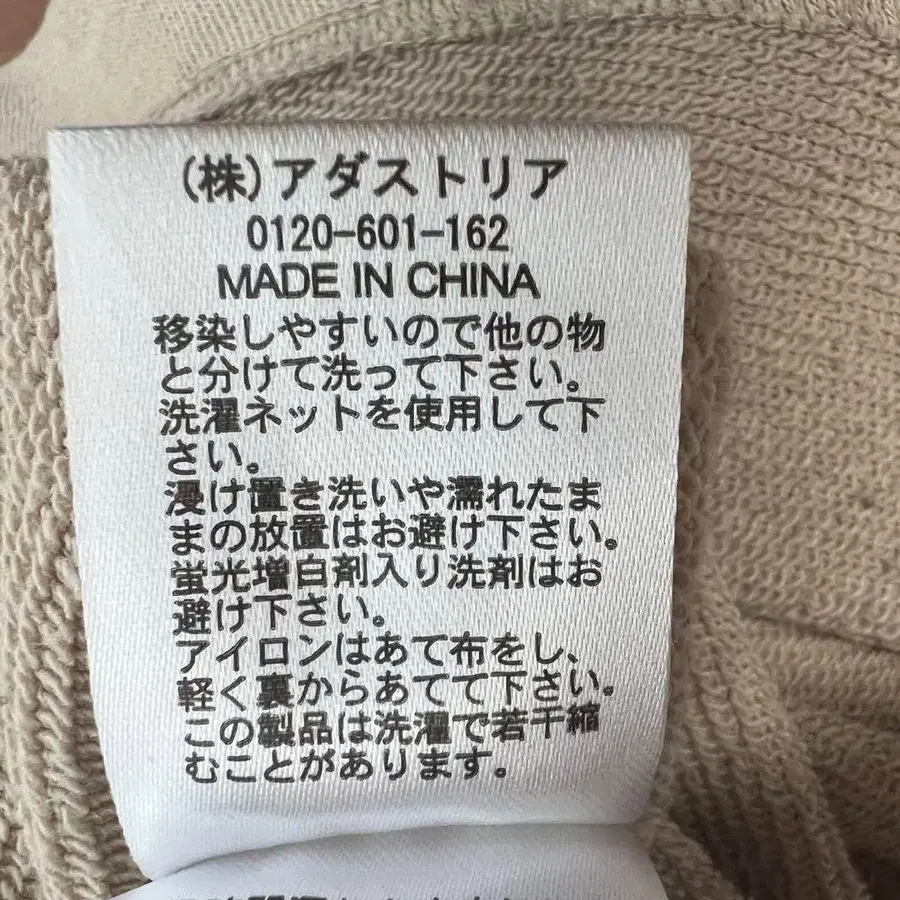 (株)アダストリア
0120-601-162
MADE IN CHINA
移染しやすいので他の物
と分けて洗って下さい。
洗濯ネットを使用して下
さい。
浸け置き洗いや濡れたま
まの放置はお避け下さい。
蛍光増白剤入り洗剤はお
避け下さい。
アイロンはあて布をし、
軽く裏からあてて下さい。
この製品は洗濯で若干縮
むことがあります。